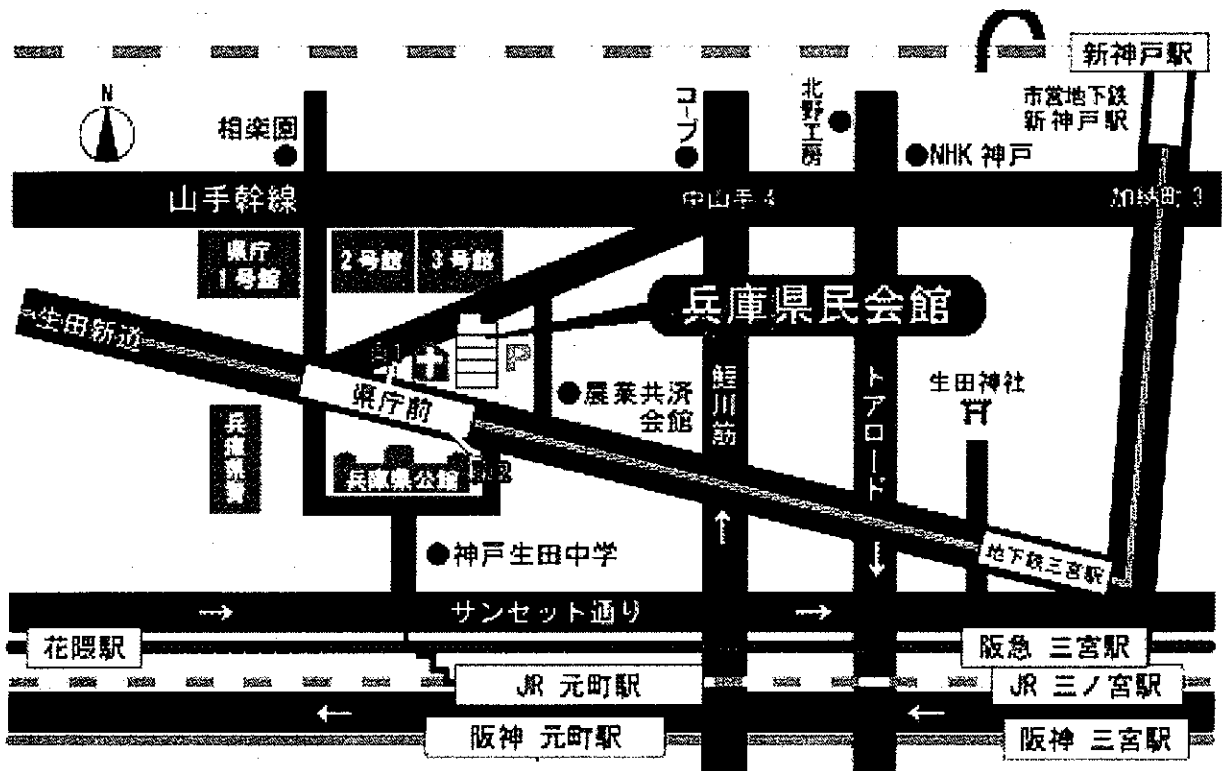 新神戸駅
N
相楽園
コープ
北野工房
市営地下鉄
新神戸駅
NHK 神戸
山手幹線
中山手4
加納町3
県庁
1号館
2号館
3号館
兵庫県民会館
生田新道
P
県庁前
農薬共済
会館
鯉川筋
トアロード
生田神社
兵庫県警
兵庫県公館
神戸生田中学
地下鉄三宮駅
サンセット通り
花隈駅
阪急 三宮駅
JR 元町駅
JR 三ノ宮駅
阪神 元町駅
阪神 三宮駅